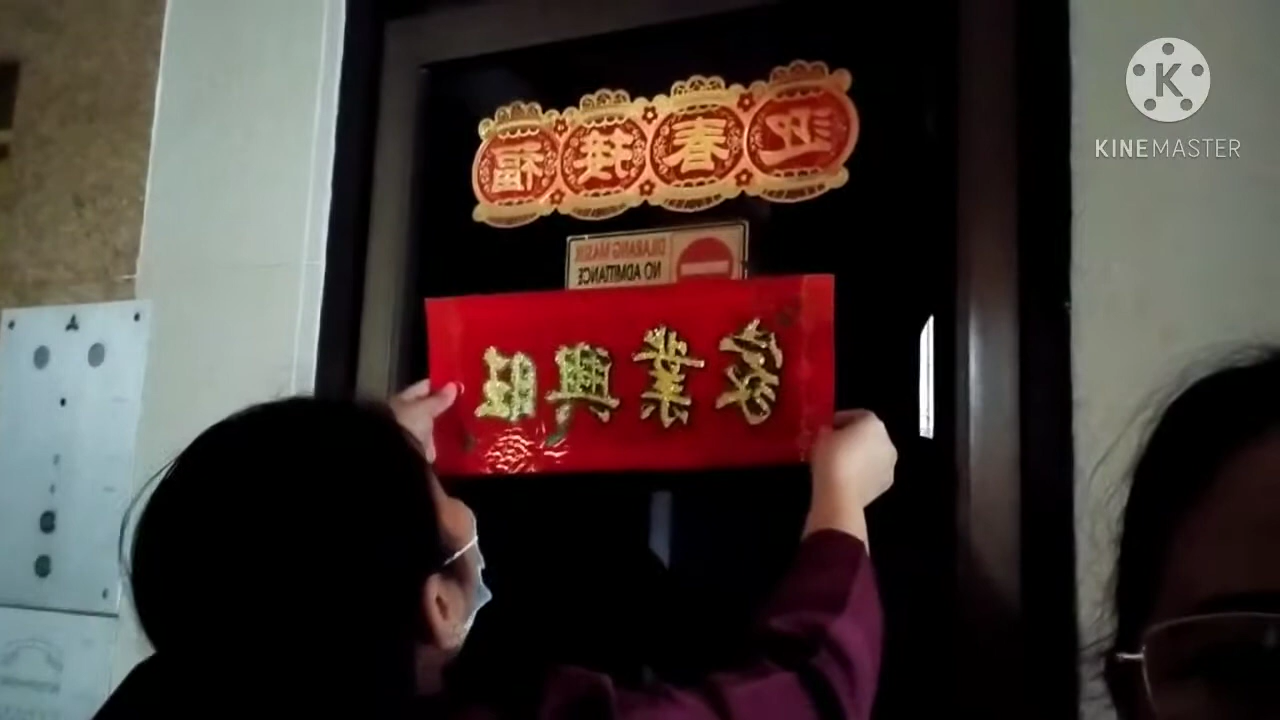 迎春接福
DILARANG MASUK
NO ADMITTANCE
家業興旺
K
KINEMASTER